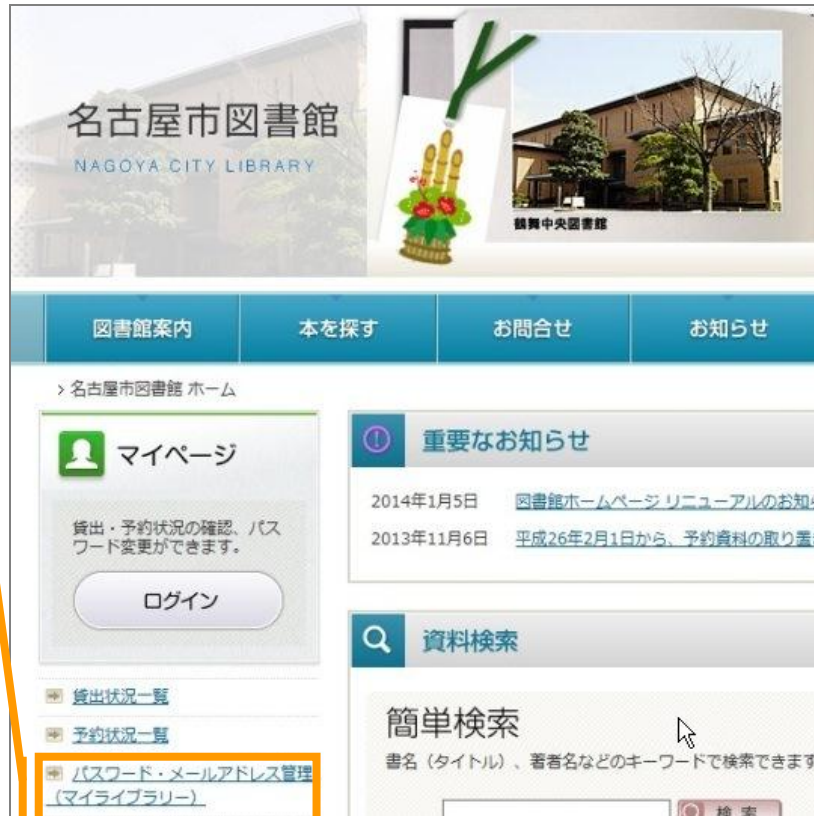 名古屋市図書館
NAGOYA CITY LIBRARY
鶴舞中央図書館
図書館案内
本を探す
お問合せ
お知らせ
> 名古屋市図書館 ホーム
マイページ
貸出・予約状況の確認、パス
ワード変更ができます。
ログイン
貸出状況一覧
予約状況一覧
パスワード・メールアドレス管理
(マイライブラリー)
重要なお知らせ
2014年1月5日 図書館ホームページ リニューアルのお知
2013年11月6日 平成26年2月1日から、予約資料の取り置
資料検索
簡単検索
書名(タイトル)、著者名などのキーワードで検索できます
検 索